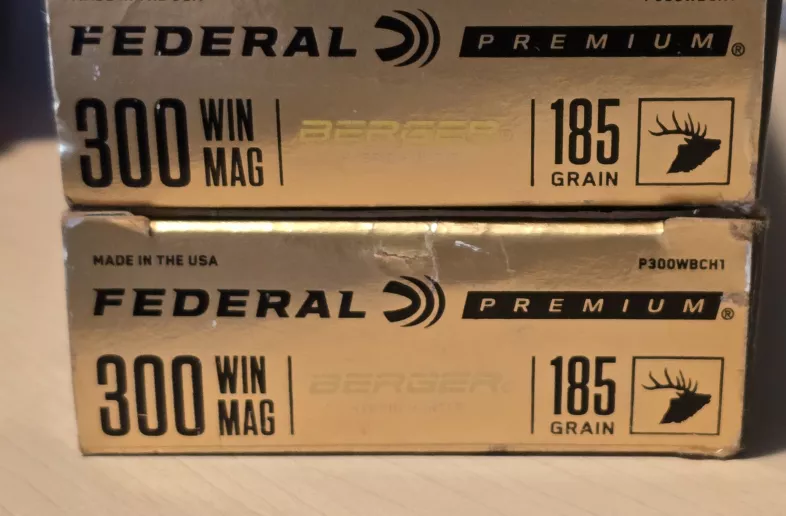 FEDERAL PREMIUM®
300 WIN MAG BERGER 185 GRAIN
MADE IN THE USA P300WBCH1
FEDERAL PREMIUM®
300 WIN MAG BERGER 185 GRAIN